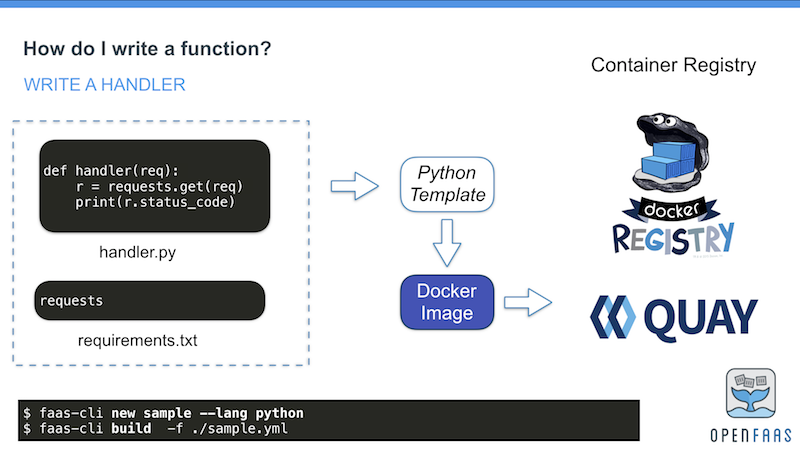 How do I write a function?
WRITE A HANDLER
Container Registry
def handler(req):
    r = requests.get(req)
    print(r.status_code)
handler.py
requests
requirements.txt
Python
Template
Docker
Image
docker
REGISTRY
QUAY
$ faas-cli new sample --lang python
$ faas-cli build  -f ./sample.yml
OPENFAAS